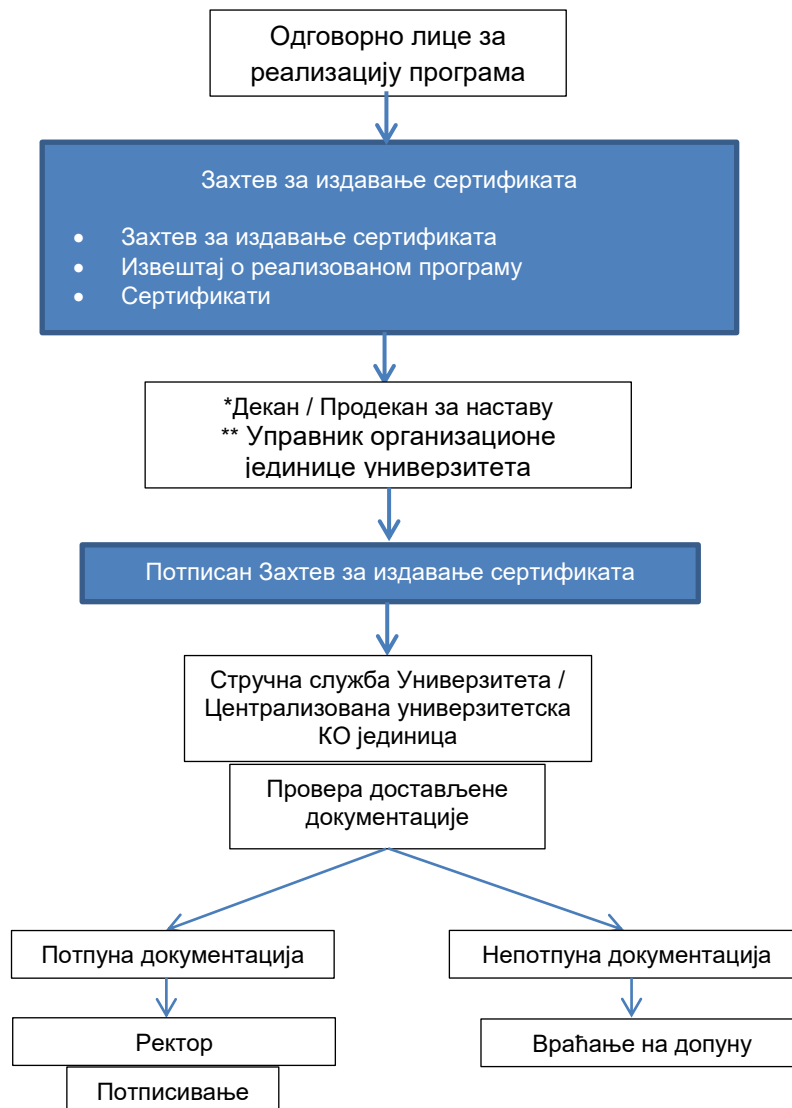 Одговорно лице за
реализацију програма
Захтев за издавање сертификата
• Захтев за издавање сертификата
• Извештај о реализованом програму
• Сертификати
*Декан / Продекан за наставу
** Управник организационе
јединице универзитета
Потписан Захтев за издавање сертификата
Стручна служба Универзитета /
Централизована универзитетска
КО јединица
Провера достављене
документације
Потпуна документација
Непотпуна документација
Ректор
Враћање на допуну
Потписивање